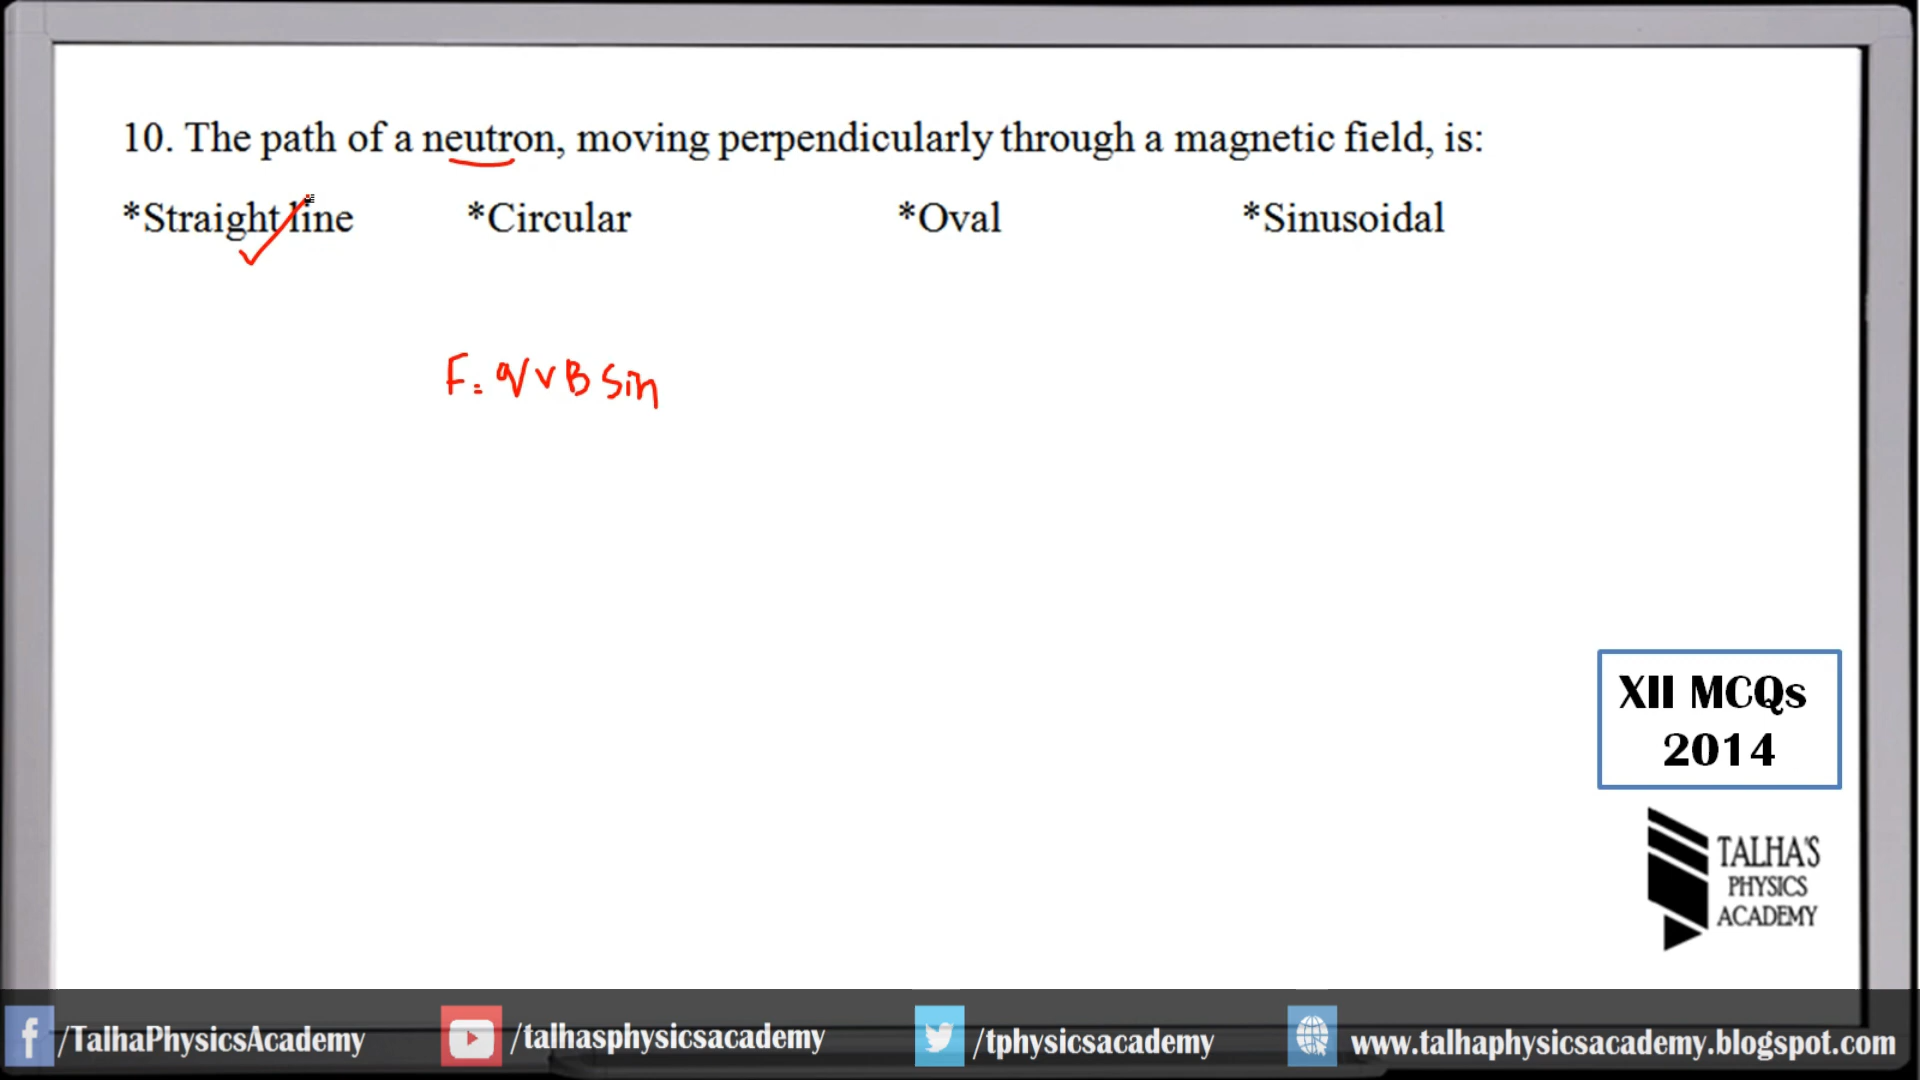 10. The path of a neutron, moving perpendicularly through a magnetic field, is:
*Straight line *Circular *Oval *Sinusoidal
F = qvB sin
XII MCQs
2014
TALHA'S
PHYSICS
ACADEMY
/TalhaPhysicsAcademy /talhasphysicsacademy /tphysicsacademy www.talhaphysicsacademy.blogspot.com